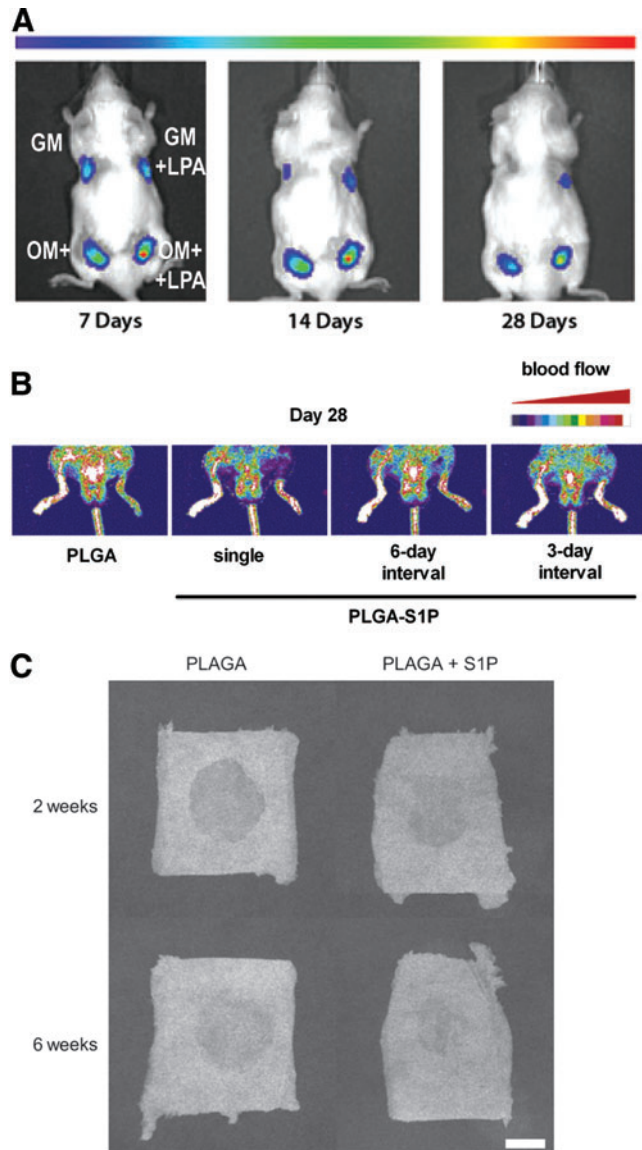 A
GM
GM
+LPA
OM+
OM+
+LPA
7 Days
14 Days
28 Days
B
blood flow
Day 28
PLGA
single
6-day
interval
3-day
interval
PLGA-S1P
C
PLAGA
PLAGA + S1P
2 weeks
6 weeks